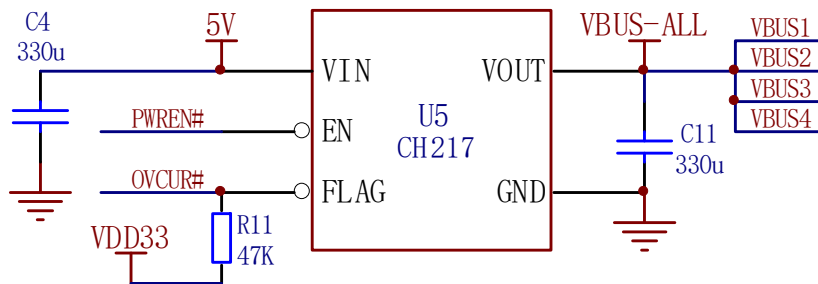 C4
330u
5V
VBUS-ALL
VBUS1
VBUS2
VBUS3
VBUS4
VIN
VOUT
PWREN#
EN
U5
CH217
C11
330u
OVCUR#
FLAG
GND
R11
47K
VDD33